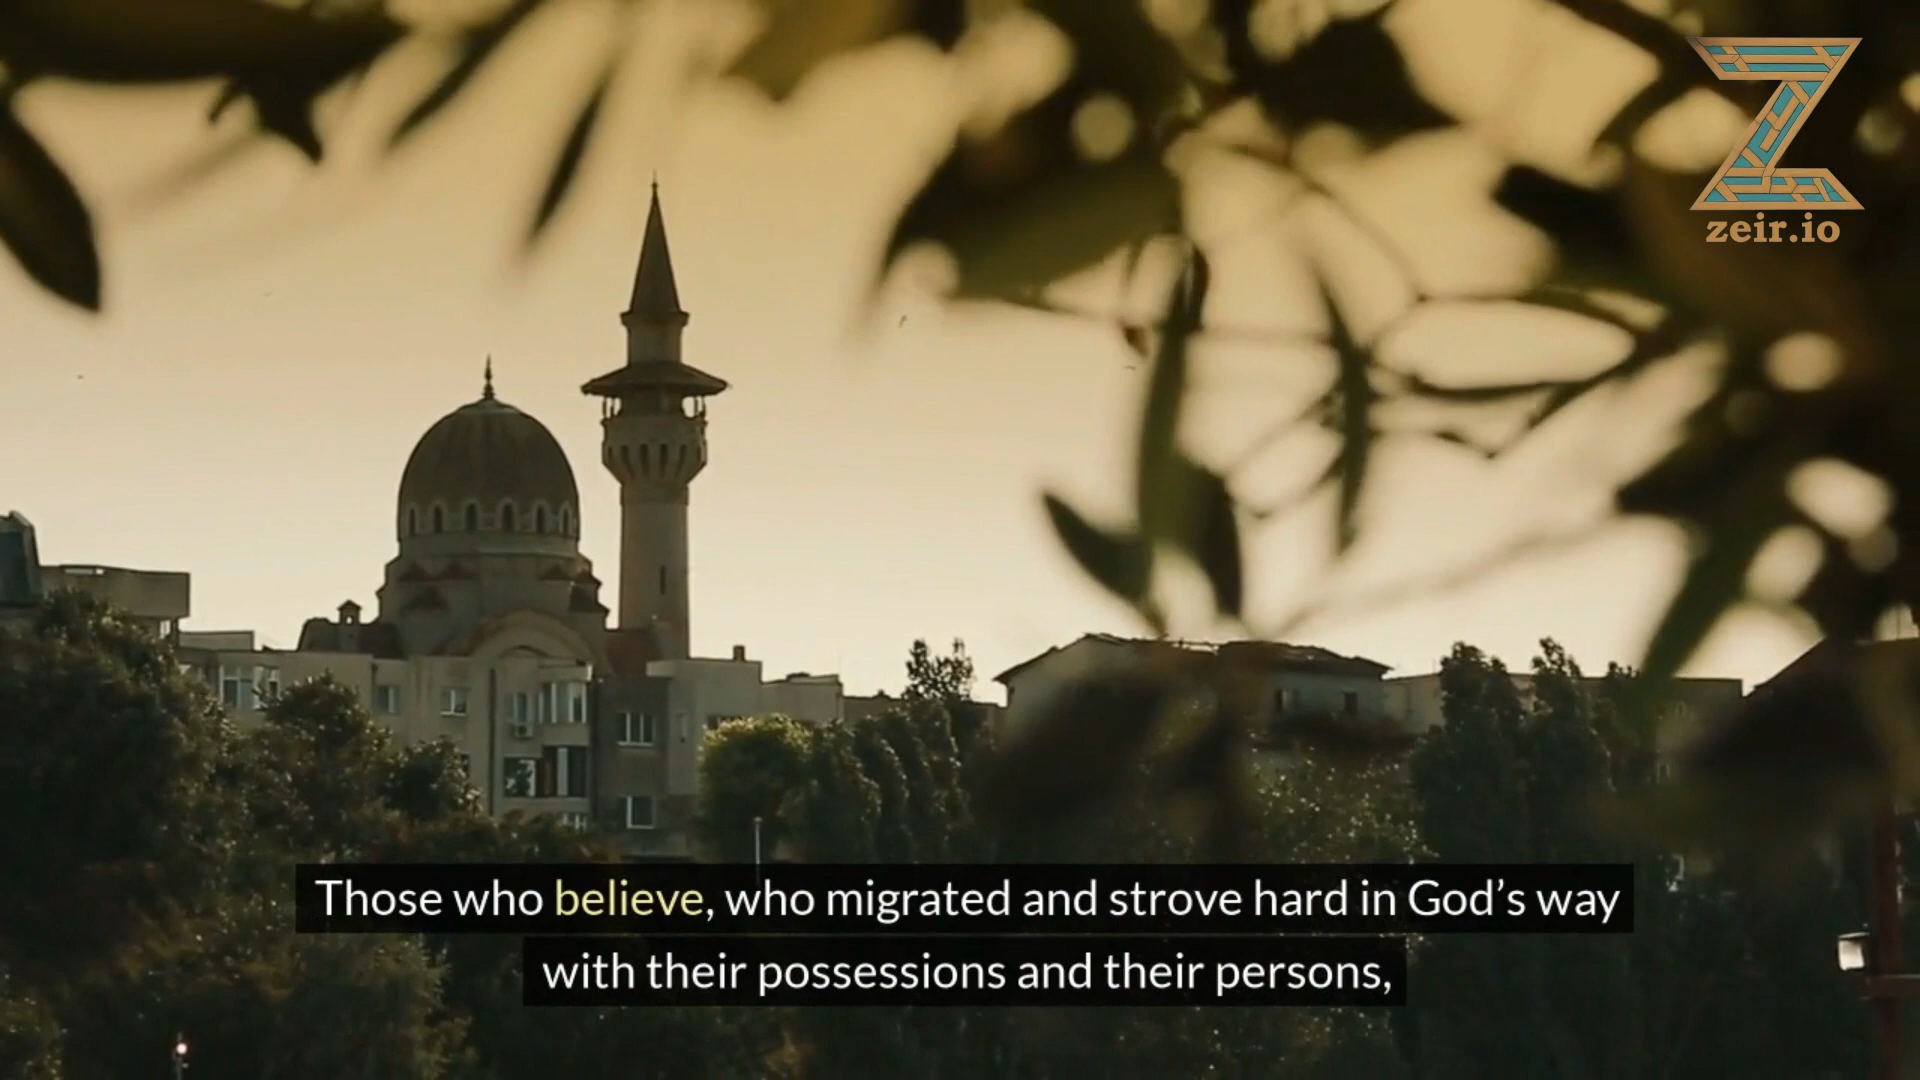 zeir.io
Those who believe, who migrated and strove hard in God’s way
with their possessions and their persons,